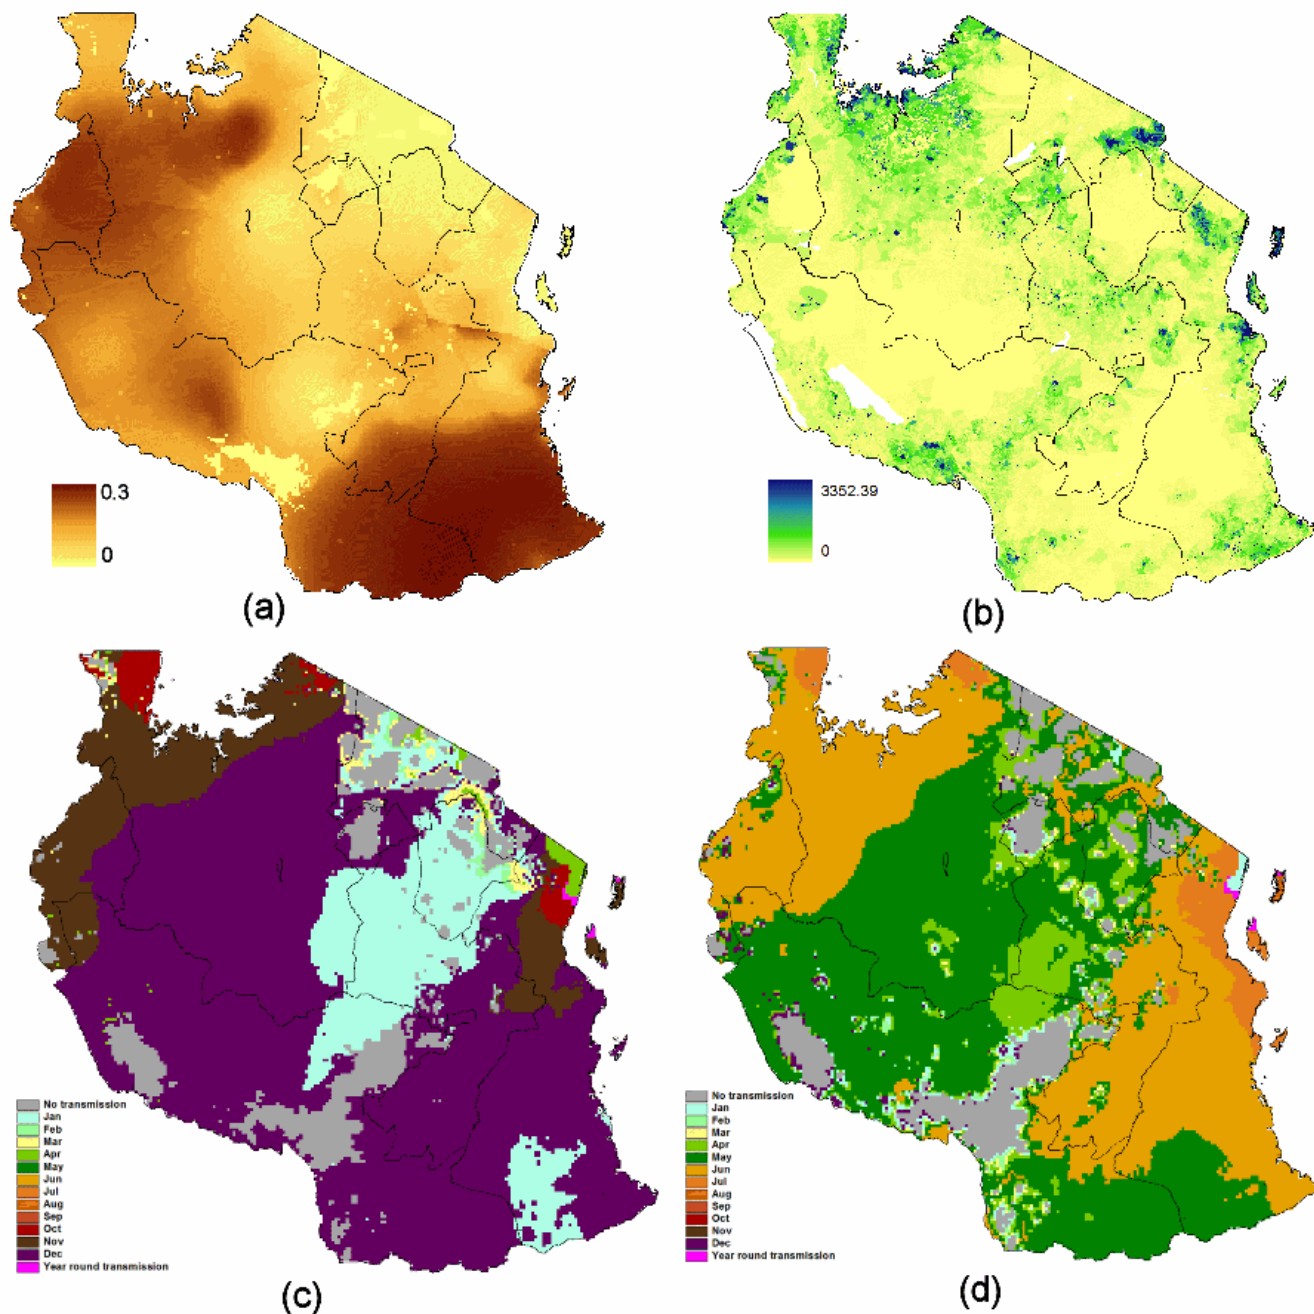 0.3
0
(a)
3352.39
0
(b)
No transmission
Jan
Feb
Mar
Apr
May
Jun
Jul
Aug
Sep
Oct
Nov
Dec
Year round transmission
(c)
No transmission
Jan
Feb
Mar
Apr
May
Jun
Jul
Aug
Sep
Oct
Nov
Dec
Year round transmission
(d)